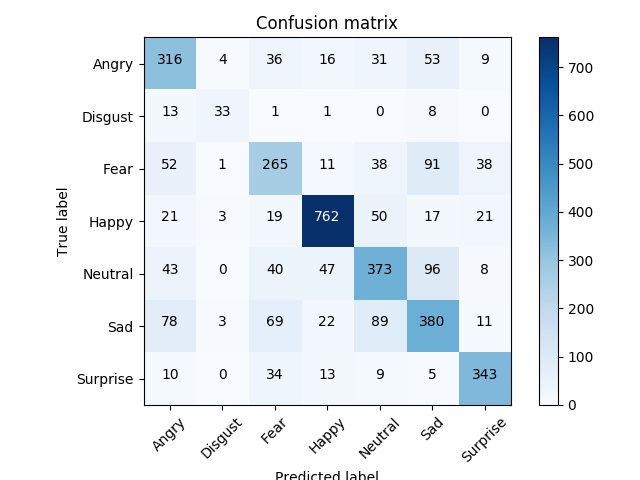 Confusion matrix
True label
Angry 316 4 36 16 31 53 9
Disgust 13 33 1 1 0 8 0
Fear 52 1 265 11 38 91 38
Happy 21 3 19 762 50 17 21
Neutral 43 0 40 47 373 96 8
Sad 78 3 69 22 89 380 11
Surprise 10 0 34 13 9 5 343
Angry Disgust Fear Happy Neutral Sad Surprise
Predicted label
700
600
500
400
300
200
100
0